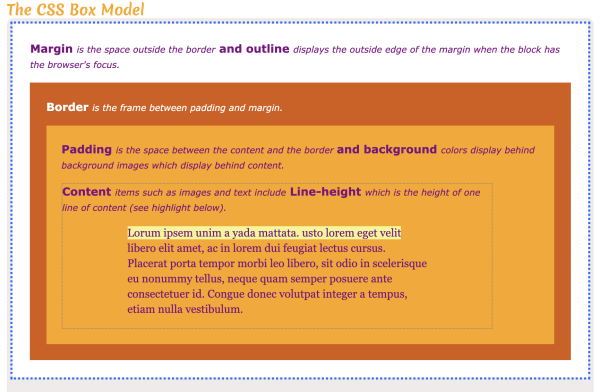 The CSS Box Model
Margin is the space outside the border and outline displays the outside edge of the margin when the block has
the browser's focus.
Border is the frame between padding and margin.
Padding is the space between the content and the border and background colors display behind
background images which display behind content.
Content items such as images and text include Line-height which is the height of one
line of content (see highlight below).
Lorum ipsem unim a yada mattata. usto lorem eget velit
libero elit amet, ac in lorem dui feugiat lectus cursus.
Placerat porta tempor morbi leo libero, sit odio in scelerisque
eu nonummy tellus, neque quam semper posuere ante
consectetuer id. Congue donec volutpat integer a tempus,
etiam nulla vestibulum.